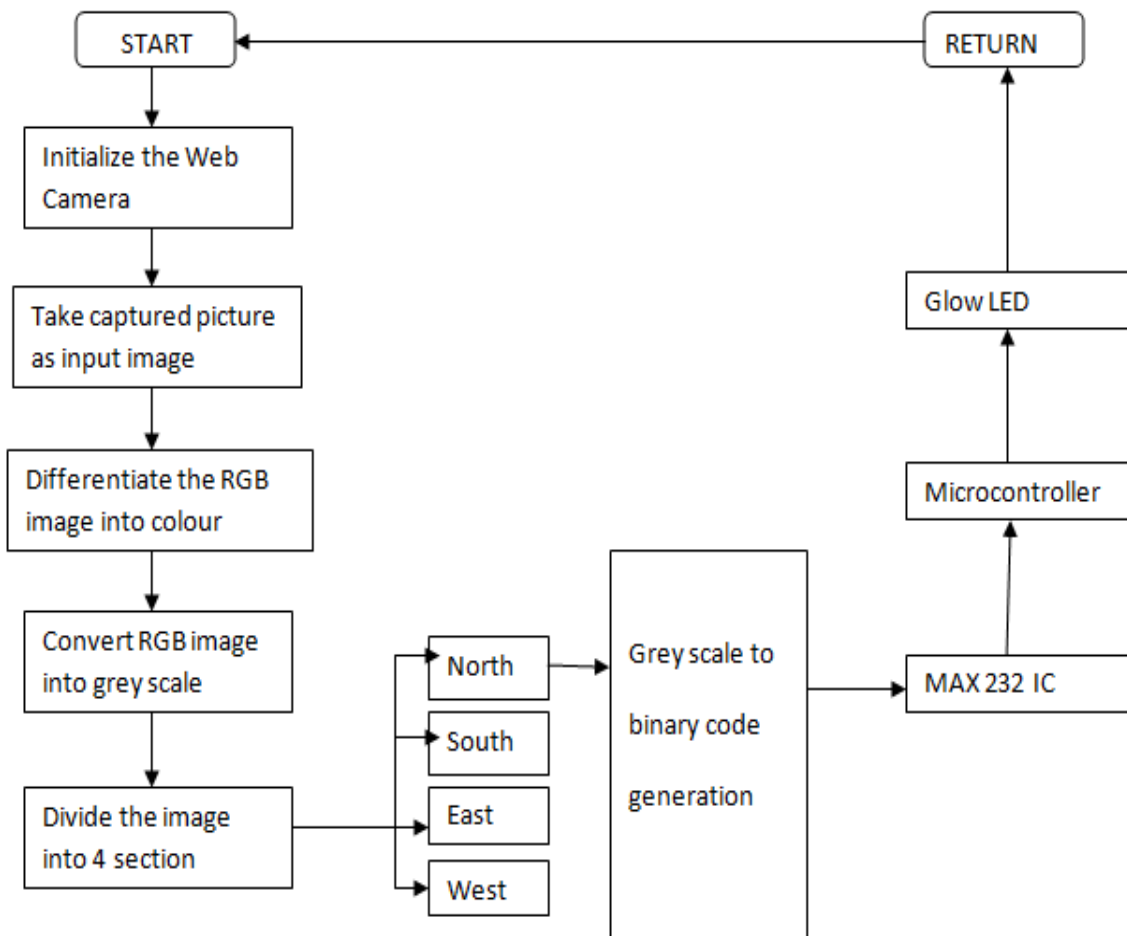 START
RETURN
Initialize the Web
Camera
Take captured picture
as input image
Differentiate the RGB
image into colour
Convert RGB image
into grey scale
Divide the image
into 4 section
North
South
East
West
Grey scale to
binary code
generation
MAX 232 IC
Microcontroller
Glow LED